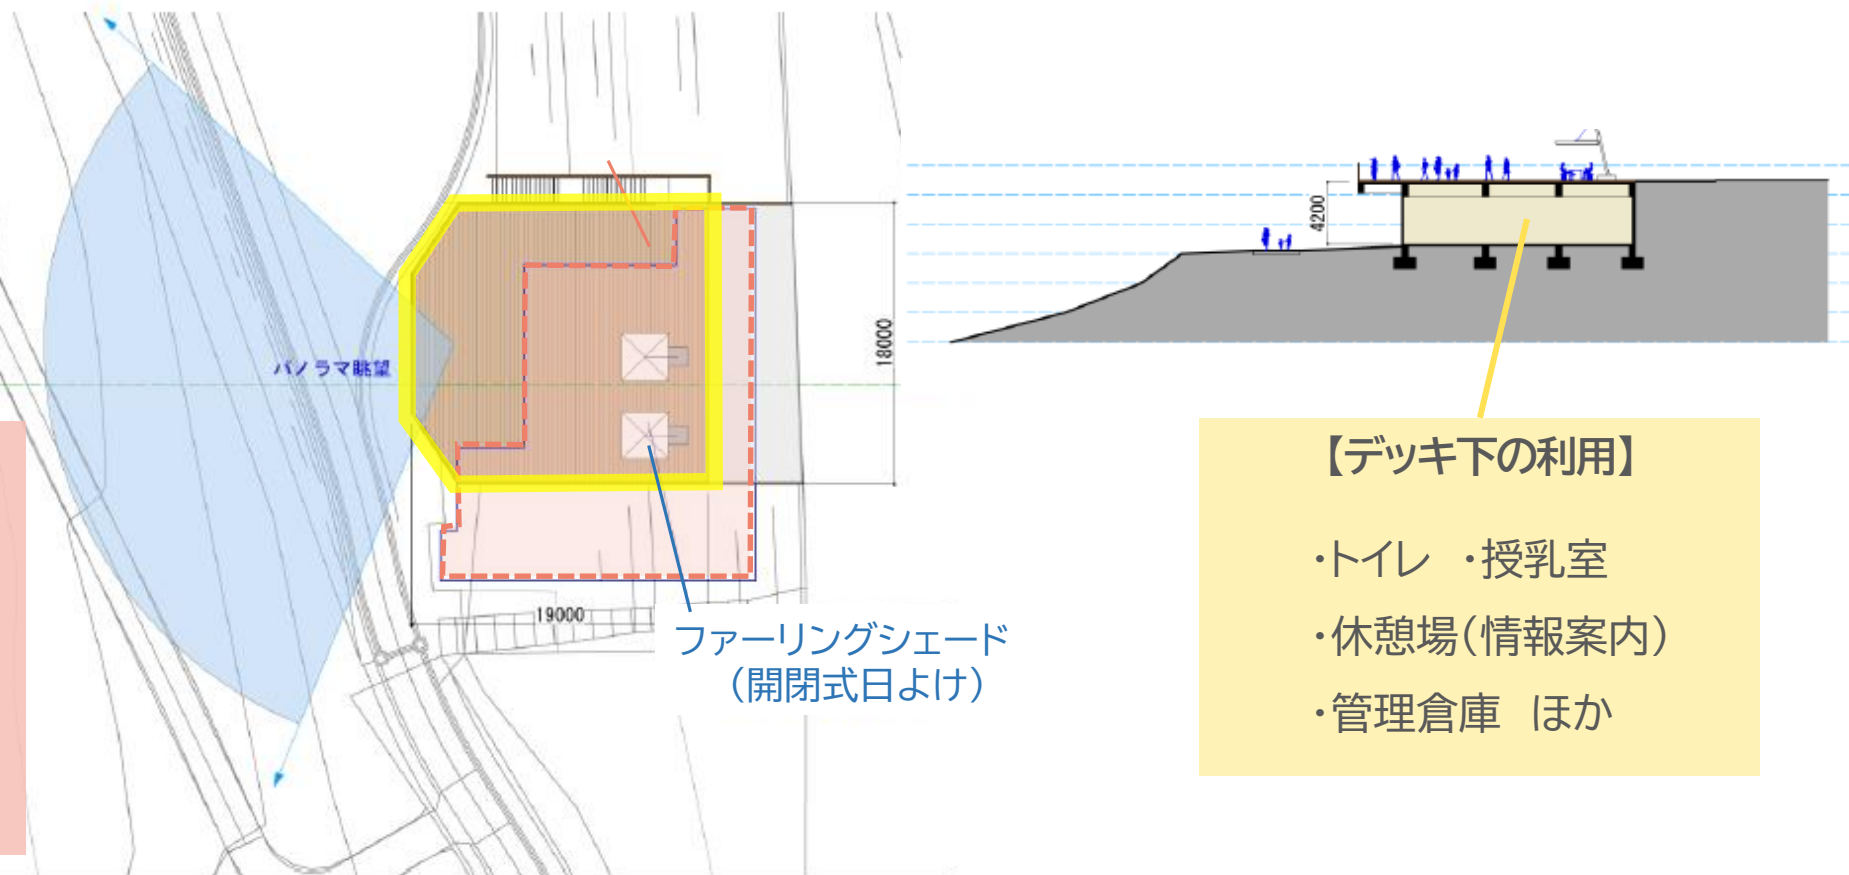 パノラマ眺望
18000
19000
ファーリングシェード
（開閉式日よけ）
4200
【デッキ下の利用】
・トイレ ・授乳室
・休憩場（情報案内）
・管理倉庫 ほか